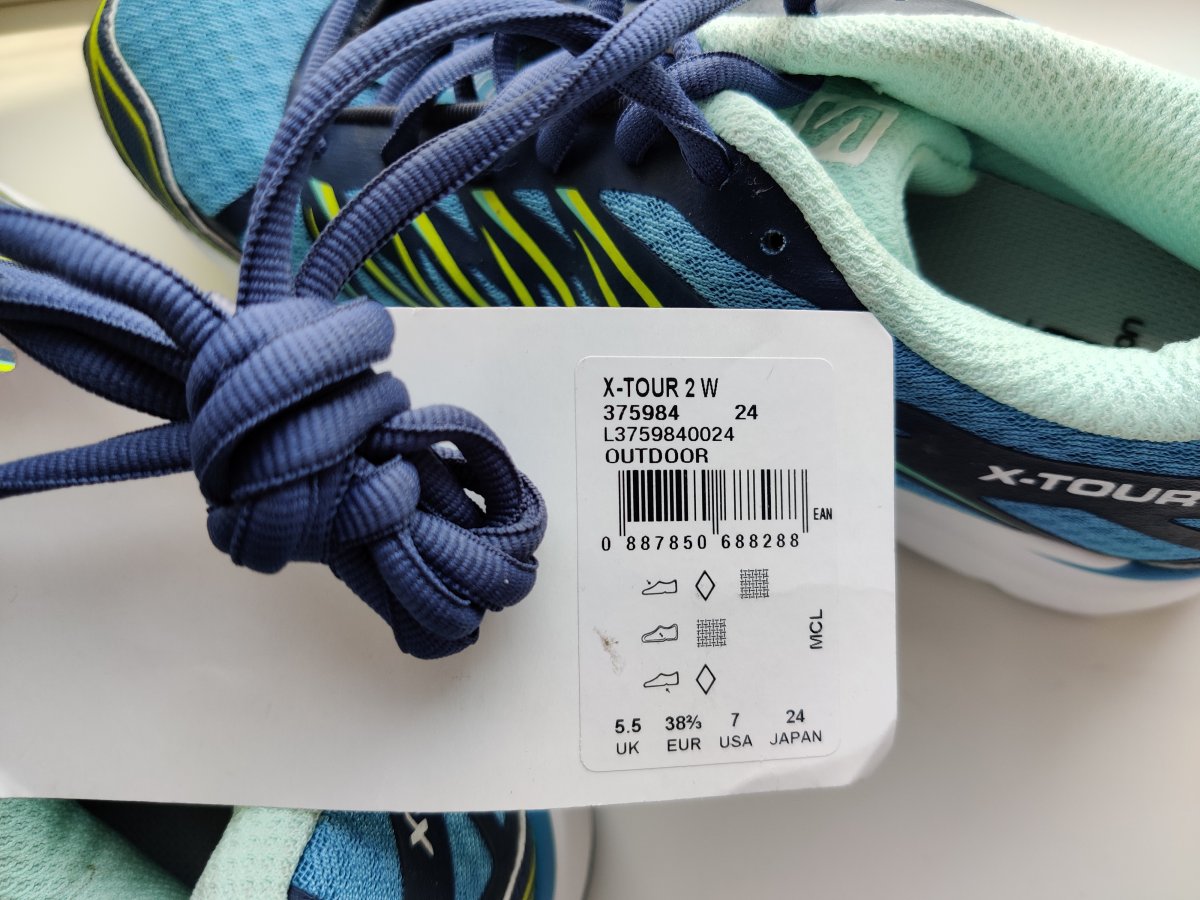 X-TOUR 2 W
375984 24
L3759840024
OUTDOOR
EAN
0 887850 688288
MCL
5.5 38⅔ 7 24
UK EUR USA JAPAN
X-TOUR